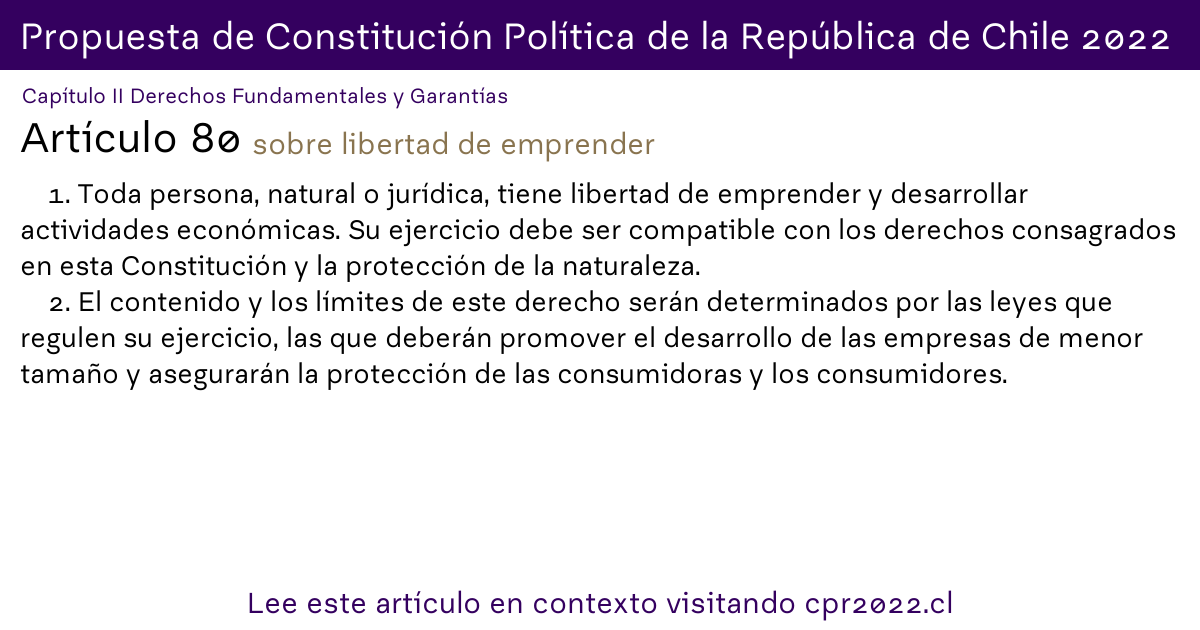 Propuesta de Constitución Política de la República de Chile 2022
Capítulo II Derechos Fundamentales y Garantías
Artículo 80 sobre libertad de emprender
1. Toda persona, natural o jurídica, tiene libertad de emprender y desarrollar
actividades económicas. Su ejercicio debe ser compatible con los derechos consagrados
en esta Constitución y la protección de la naturaleza.
2. El contenido y los límites de este derecho serán determinados por las leyes que
regulen su ejercicio, las que deberán promover el desarrollo de las empresas de menor
tamaño y asegurarán la protección de las consumidoras y los consumidores.
Lee este artículo en contexto visitando cpr2022.cl